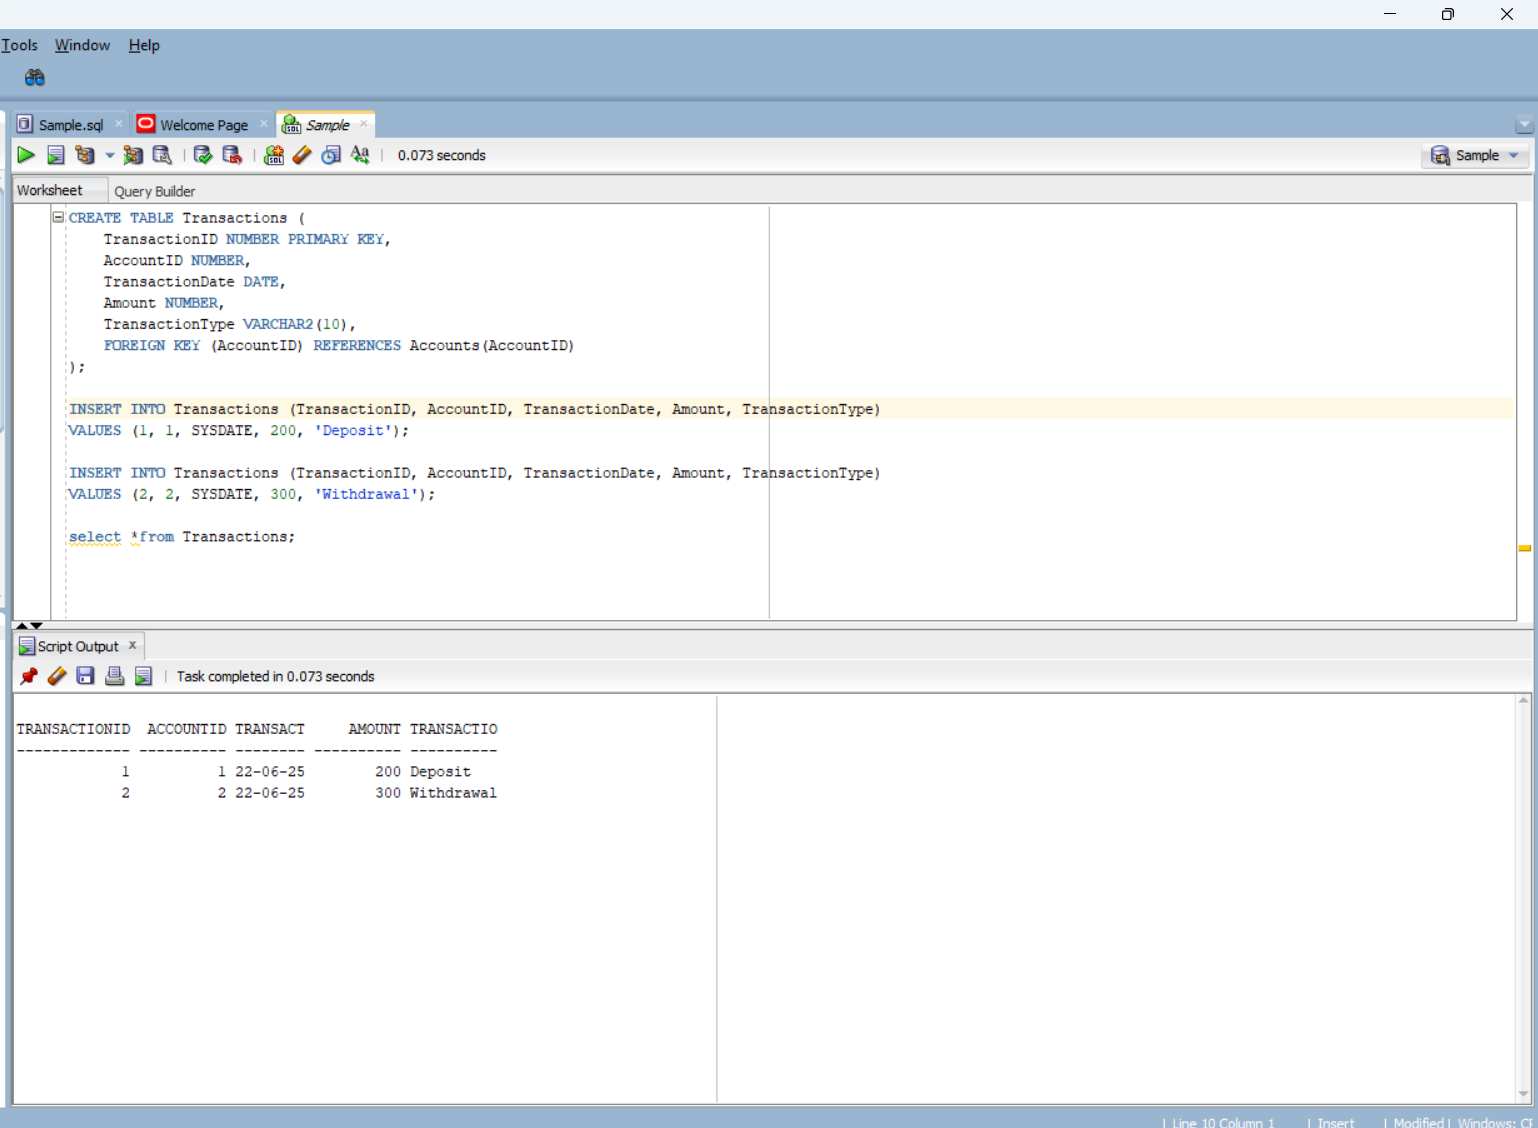 Tools Window Help
Sample.sql Welcome Page Sample
0.073 seconds Sample
Worksheet Query Builder
CREATE TABLE Transactions (
TransactionID NUMBER PRIMARY KEY,
AccountID NUMBER,
TransactionDate DATE,
Amount NUMBER,
TransactionType VARCHAR2(10),
FOREIGN KEY (AccountID) REFERENCES Accounts(AccountID)
);
INSERT INTO Transactions (TransactionID, AccountID, TransactionDate, Amount, TransactionType)
VALUES (1, 1, SYSDATE, 200, 'Deposit');
INSERT INTO Transactions (TransactionID, AccountID, TransactionDate, Amount, TransactionType)
VALUES (2, 2, SYSDATE, 300, 'Withdrawal');
select *from Transactions;
Script Output
Task completed in 0.073 seconds
TRANSACTIONID ACCOUNTID TRANSACT AMOUNT TRANSACTIO
------------- ---------- -------- ---------- ----------
1 1 22-06-25 200 Deposit
2 2 22-06-25 300 Withdrawal
| Line 10 Column 1 | Insert | Modified | Windows: